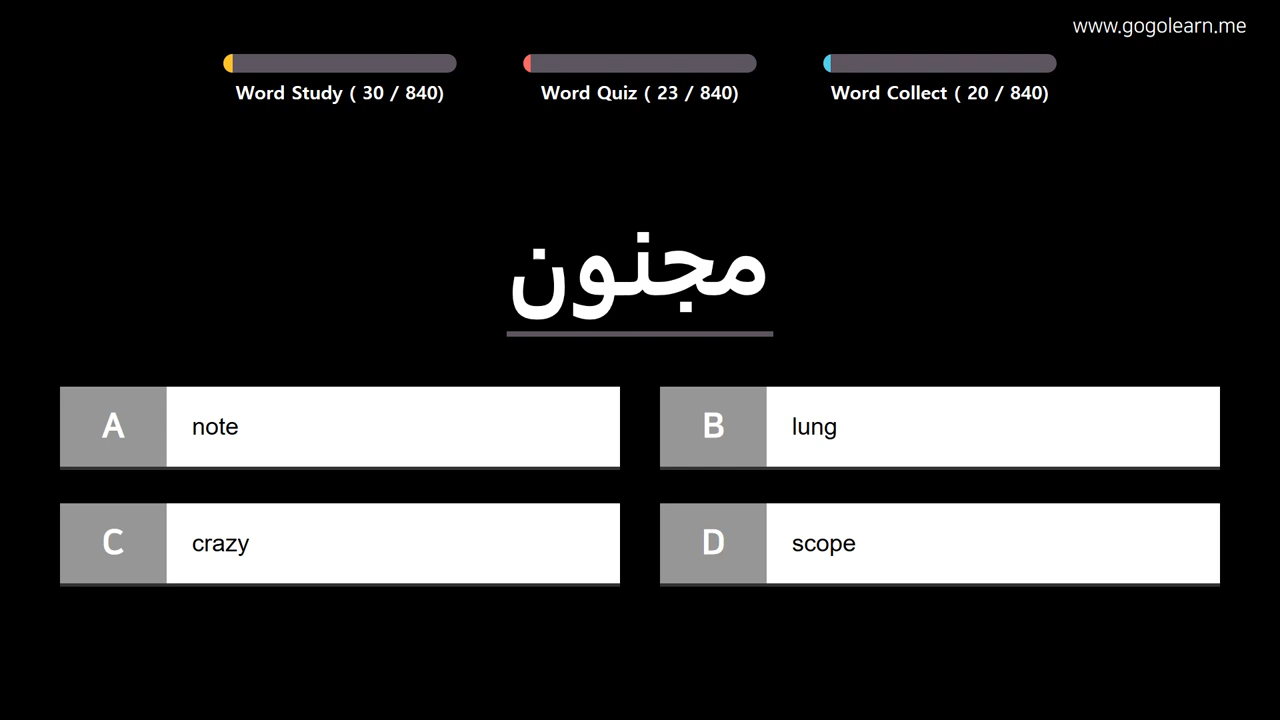 www.gogolearn.me
Word Study ( 30 / 840)
Word Quiz ( 23 / 840)
Word Collect ( 20 / 840)
مجنون
A note
B lung
C crazy
D scope